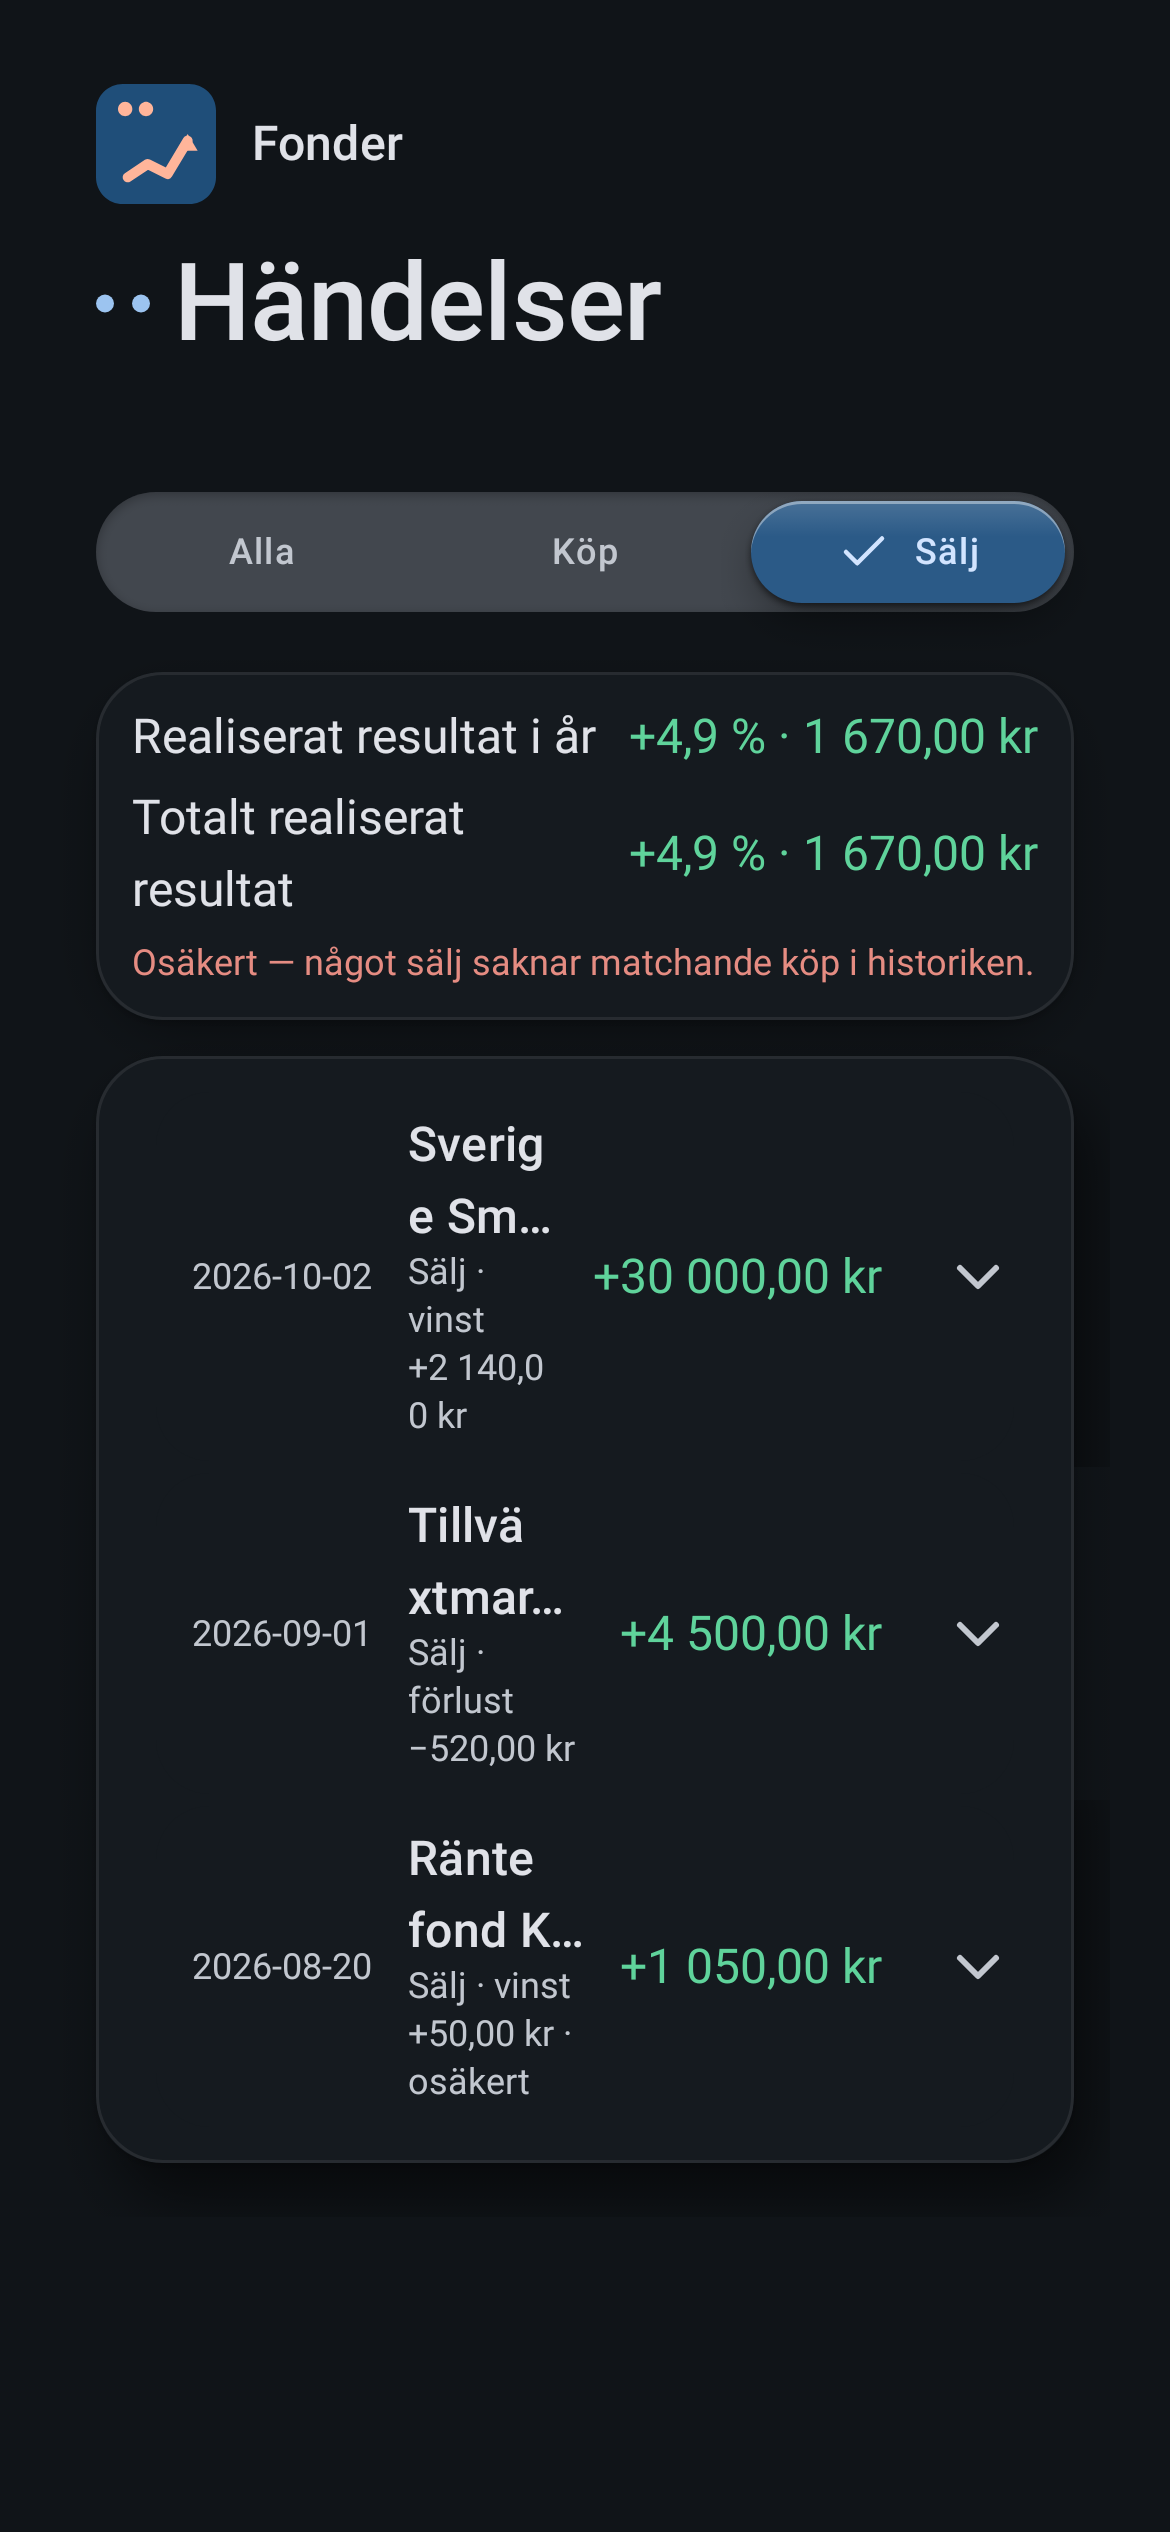 Fonder
Händelser
Alla
Köp
Sälj
Realiserat resultat i år
+4,9 % · 1 670,00 kr
Totalt realiserat
resultat
+4,9 % · 1 670,00 kr
Osäkert — något sälj saknar matchande köp i historiken.
2026-10-02
Sverig
e Sm...
Sälj ·
vinst
+2 140,0
0 kr
+30 000,00 kr
2026-09-01
Tillvä
xtmar...
Sälj ·
förlust
−520,00 kr
+4 500,00 kr
2026-08-20
Ränte
fond K...
Sälj · vinst
+50,00 kr ·
osäkert
+1 050,00 kr